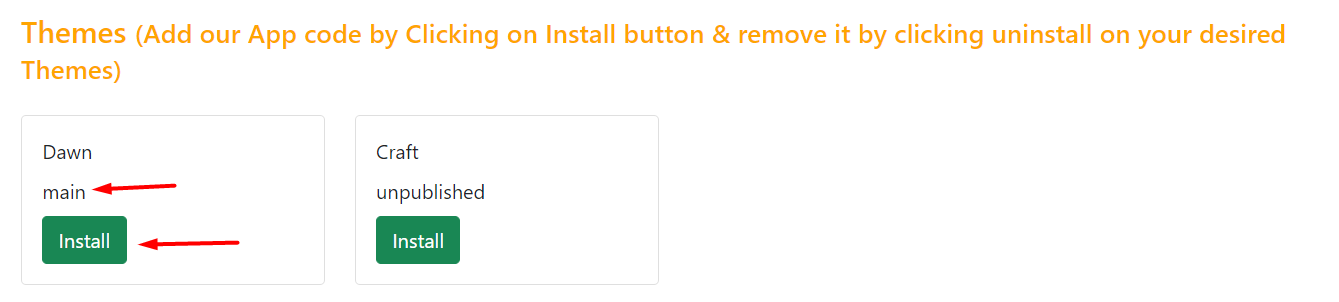 Themes (Add our App code by Clicking on Install button & remove it by clicking uninstall on your desired
Themes)
Dawn
main
Install
Craft
unpublished
Install